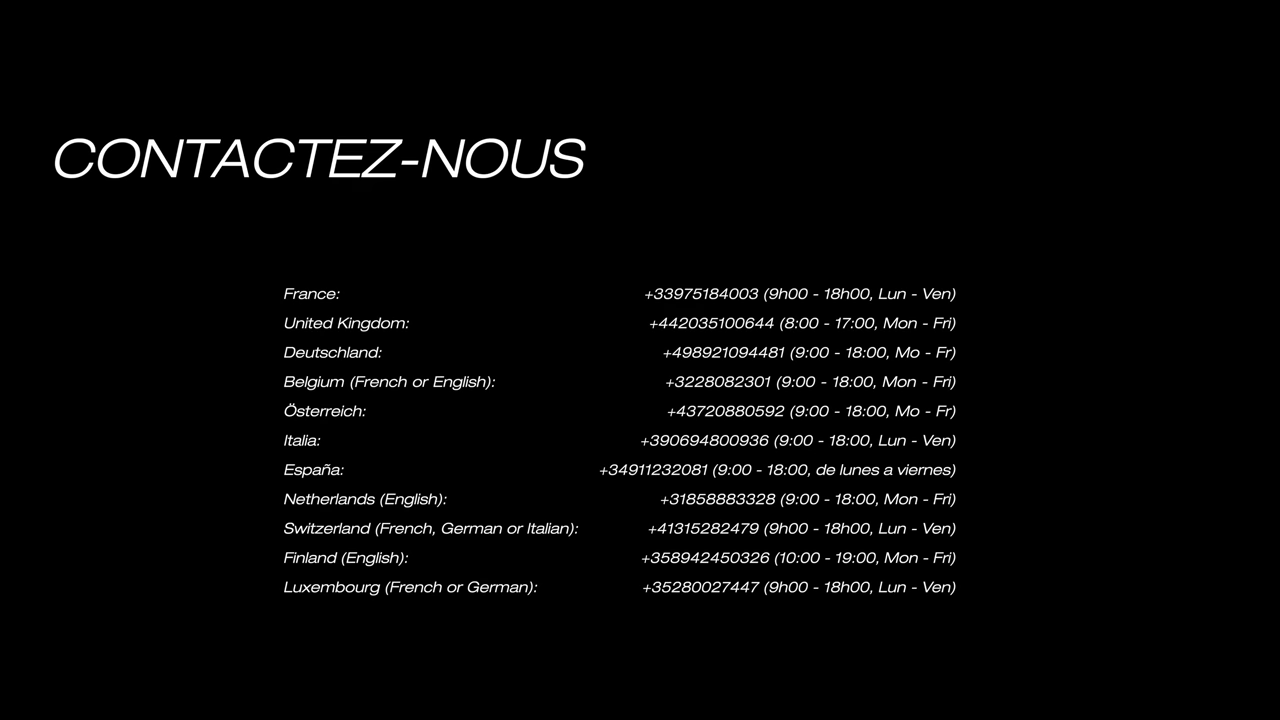 CONTACTEZ-NOUS
France: +33975184003 (9h00 - 18h00, Lun - Ven)
United Kingdom: +442035100644 (8:00 - 17:00, Mon - Fri)
Deutschland: +498921094481 (9:00 - 18:00, Mo - Fr)
Belgium (French or English): +3228082301 (9:00 - 18:00, Mon - Fri)
Österreich: +43720880592 (9:00 - 18:00, Mo - Fr)
Italia: +390694800936 (9:00 - 18:00, Lun - Ven)
España: +34911232081 (9:00 - 18:00, de lunes a viernes)
Netherlands (English): +31858883328 (9:00 - 18:00, Mon - Fri)
Switzerland (French, German or Italian): +41315282479 (9h00 - 18h00, Lun - Ven)
Finland (English): +358942450326 (10:00 - 19:00, Mon - Fri)
Luxembourg (French or German): +35280027447 (9h00 - 18h00, Lun - Ven)